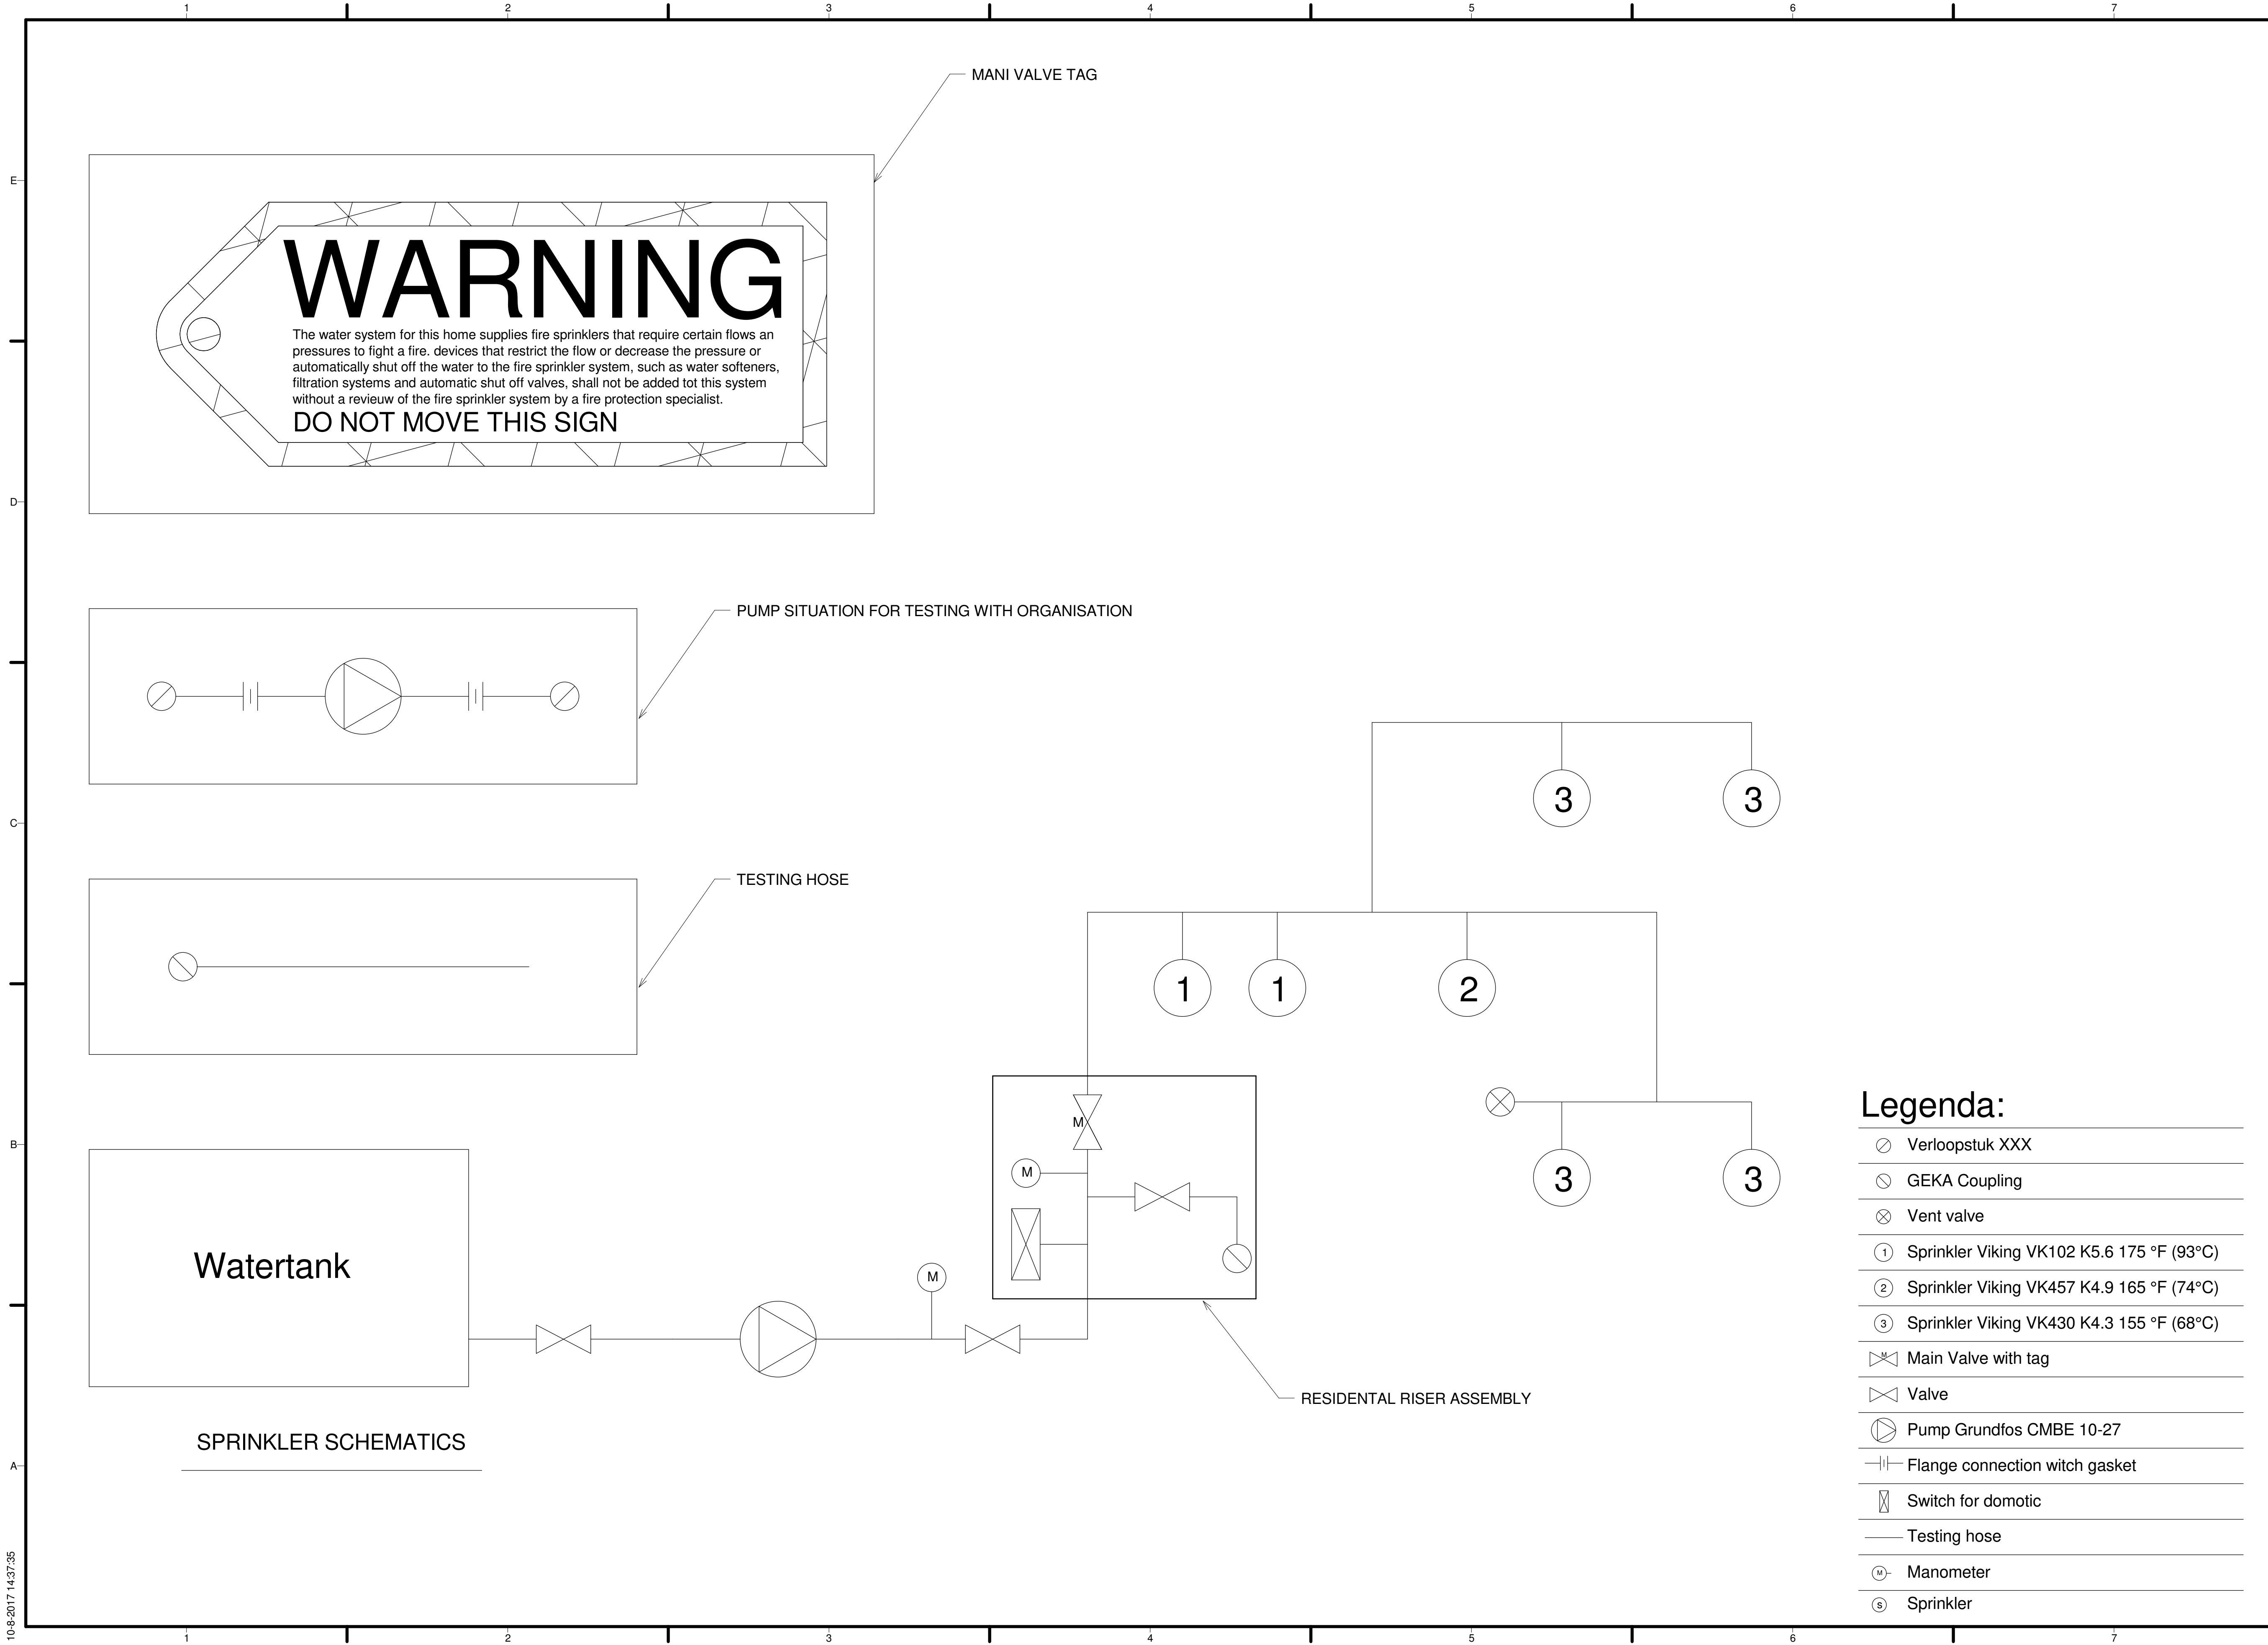 1 2 3 4 5 6 7
MANI VALVE TAG
E
WARNING
The water system for this home supplies fire sprinklers that require certain flows an
pressures to fight a fire. devices that restrict the flow or decrease the pressure or
automatically shut off the water to the fire sprinkler system, such as water softeners,
filtration systems and automatic shut off valves, shall not be added tot this system
without a revieuw of the fire sprinkler system by a fire protection specialist.
DO NOT MOVE THIS SIGN
D
PUMP SITUATION FOR TESTING WITH ORGANISATION
3 3
C
TESTING HOSE
1 1 2
M
M
B
3 3
Watertank
M
RESIDENTAL RISER ASSEMBLY
SPRINKLER SCHEMATICS
A
Legenda:
Verloopstuk XXX
GEKA Coupling
Vent valve
1 Sprinkler Viking VK102 K5.6 175 °F (93°C)
2 Sprinkler Viking VK457 K4.9 165 °F (74°C)
3 Sprinkler Viking VK430 K4.3 155 °F (68°C)
M Main Valve with tag
Valve
Pump Grundfos CMBE 10-27
Flange connection witch gasket
Switch for domotic
Testing hose
M Manometer
S Sprinkler
10-8-2017 14:37:35
1 2 3 4 5 6 7